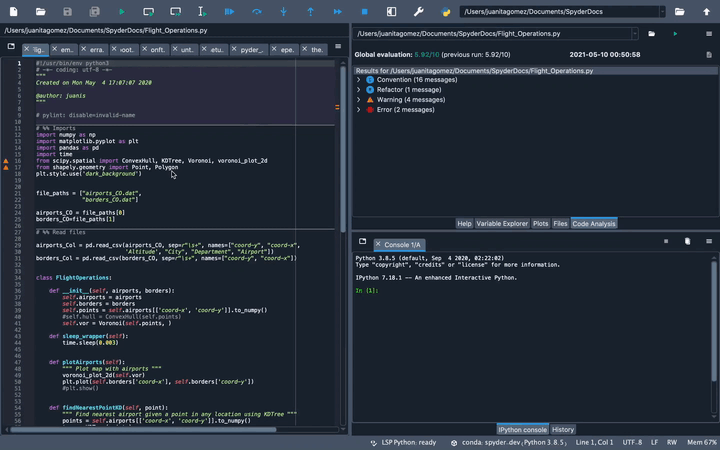 /Users/juanitagomez/Documents/SpyderDocs
/Users/juanitagomez/Documents/SpyderDocs/Flight_Operations.py
/Users/juanitagomez/Documents/SpyderDocs/Flight_Operations.py
lig..
em..
erra.
onft.
unt.
etu.
pyder_.
epe.
the.
Global evaluation: 5.92/10 (previous run: 5.92/10)
2021-05-10 00:50:58
Results for /Users/juanitagomez/Documents/SpyderDocs/Flight_Operations.py
Convention (16 messages)
Refactor (1 message)
Warning (4 messages)
Error (2 messages)
1 #!/usr/bin/env python3
2 # -*- coding: utf-8 -*-
3 """
4 Created on Mon May  4 17:07:07 2020
5
6 @author: juanis
7 """
8
9 # pylint: disable=invalid-name
10
11 # %% Imports
12 import numpy as np
13 import matplotlib.pyplot as plt
14 import pandas as pd
15 import time
16 from scipy.spatial import ConvexHull, KDTree, Voronoi, voronoi_plot_2d
17 from shapely.geometry import Point, Polygon
18 plt.style.use('dark_background')
19
20
21 file_paths = ["airports_CO.dat",
22 "borders_CO.dat"]
23
24 airports_CO = file_paths[0]
25 borders_CO=file_paths[1]
26
27 # %% Read files
28
29 airports_Col = pd.read_csv(airports_CO, sep=r"\s+", names=["coord-y", "coord-x",
30 'Altitude', "City", "Department", "Airport"])
31 borders_Col = pd.read_csv(borders_CO, sep=r"\s+", names=["coord-y", "coord-x"])
32
33
34 class FlightOperations:
35
36 def __init__(self, airports, borders):
37 self.airports = airports
38 self.borders = borders
39 self.points = self.airports[['coord-x', 'coord-y']].to_numpy()
40 #self.hull = ConvexHull(self.points)
41 self.vor = Voronoi(self.points, )
42
43 def sleep_wrapper(self):
44 time.sleep(0.003)
45
46
47 def plotAirports(self):
48 """ Plot map with airports """
49 voronoi_plot_2d(self.vor)
50 plt.plot(self.borders['coord-x'], self.borders['coord-y'])
51 #plt.show()
52
53
54 def findNearestPointKD(self, point):
55 """ Find nearest airport given a point in any location using KDTree """
56 points = self.airports[['coord-x', 'coord-y']].to_numpy()
Help
Variable Explorer
Plots
Files
Code Analysis
Console 1/A
Python 3.8.5 (default, Sep  4 2020, 02:22:02)
Type "copyright", "credits" or "license" for more information.
IPython 7.18.1 -- An enhanced Interactive Python.
In [1]:
IPython console
History
LSP Python: ready
conda: spyder-dev (Python 3.8.5)
Line 1, Col 1
UTF-8
LF
RW
Mem 67%